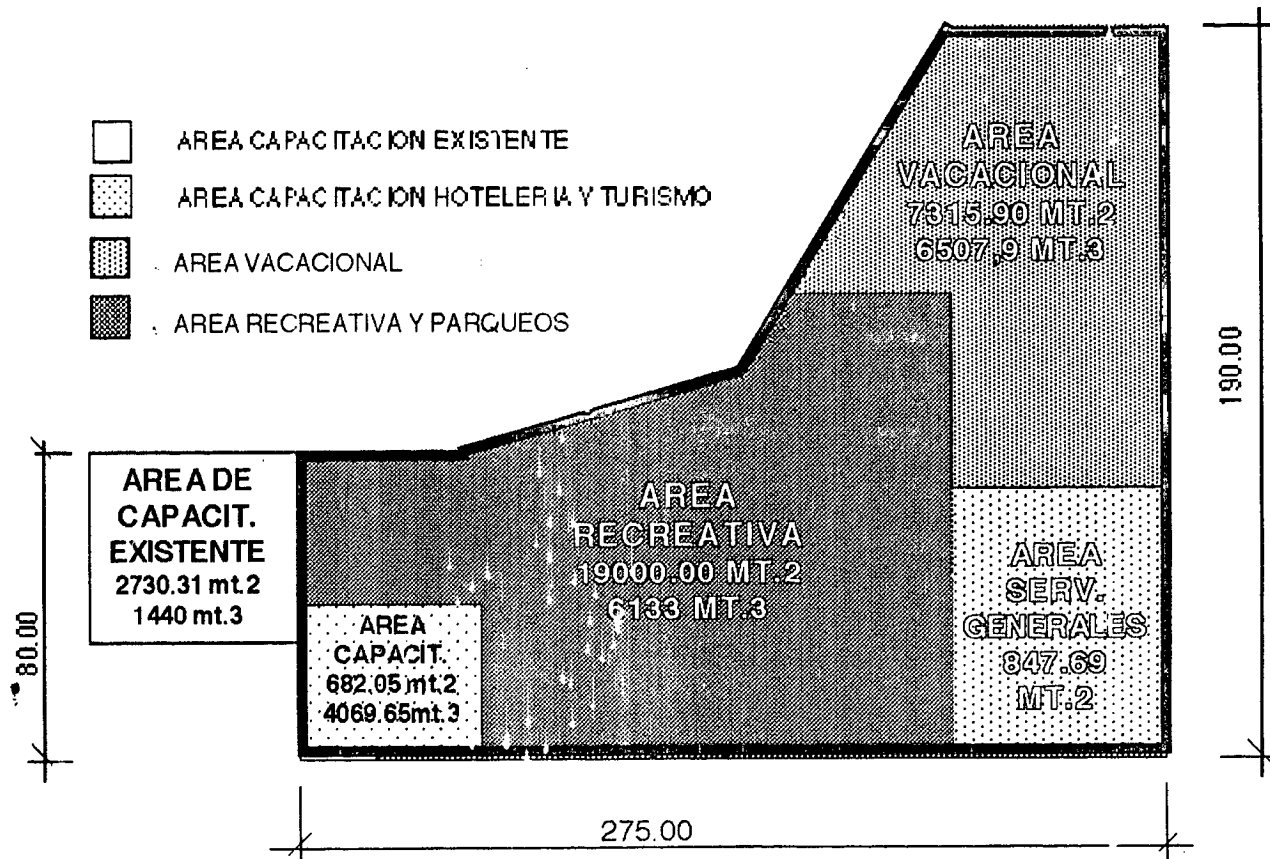 AREA CAPACITACION EXISTENTE
AREA CAPACITACION HOTELERIA Y TURISMO
AREA VACACIONAL
AREA RECREATIVA Y PARQUEOS
AREA
VACACIONAL
7315.90 MT.2
6507,9 MT.3
190.00
AREA DE
CAPACIT.
EXISTENTE
2730.31 mt.2
1440 mt.3
80.00
AREA
RECREATIVA
19000.00 MT.2
6133 MT.3
AREA
SERV.
GENERALES
847.69
MT.2
AREA
CAPACIT.
682.05 mt.2
4069.65mt.3
275.00